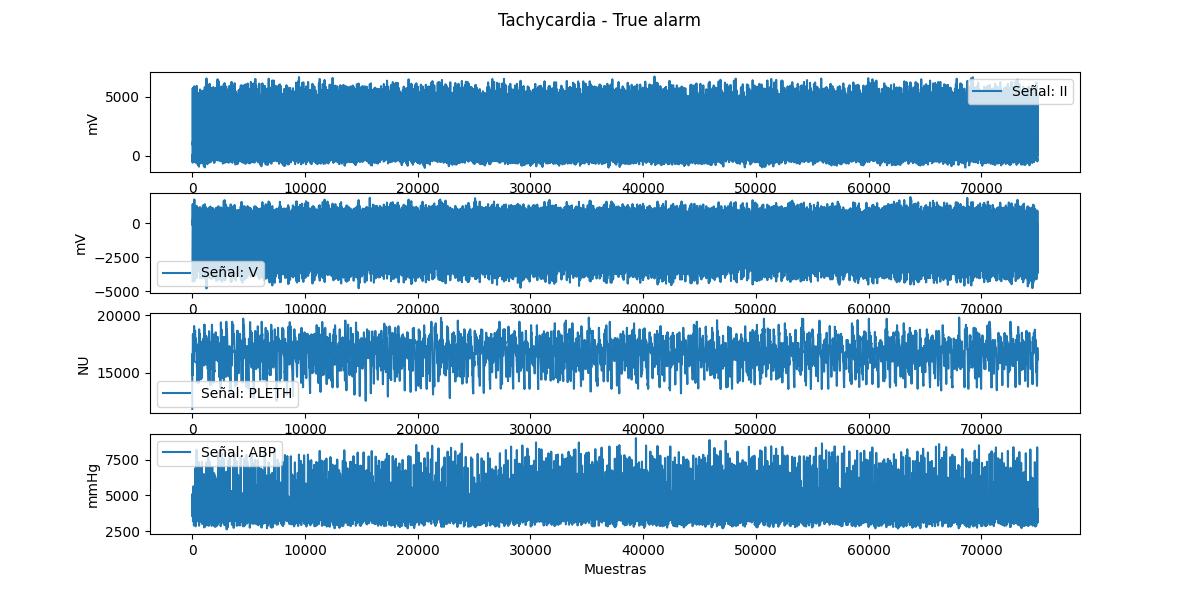 Tachycardia - True alarm
5000
0
mV
Señal: II
0 10000 20000 30000 40000 50000 60000 70000
0
−2500
−5000
mV
Señal: V
0 10000 20000 30000 40000 50000 60000 70000
20000
15000
NU
Señal: PLETH
0 10000 20000 30000 40000 50000 60000 70000
7500
5000
2500
mmHg
Señal: ABP
0 10000 20000 30000 40000 50000 60000 70000
Muestras